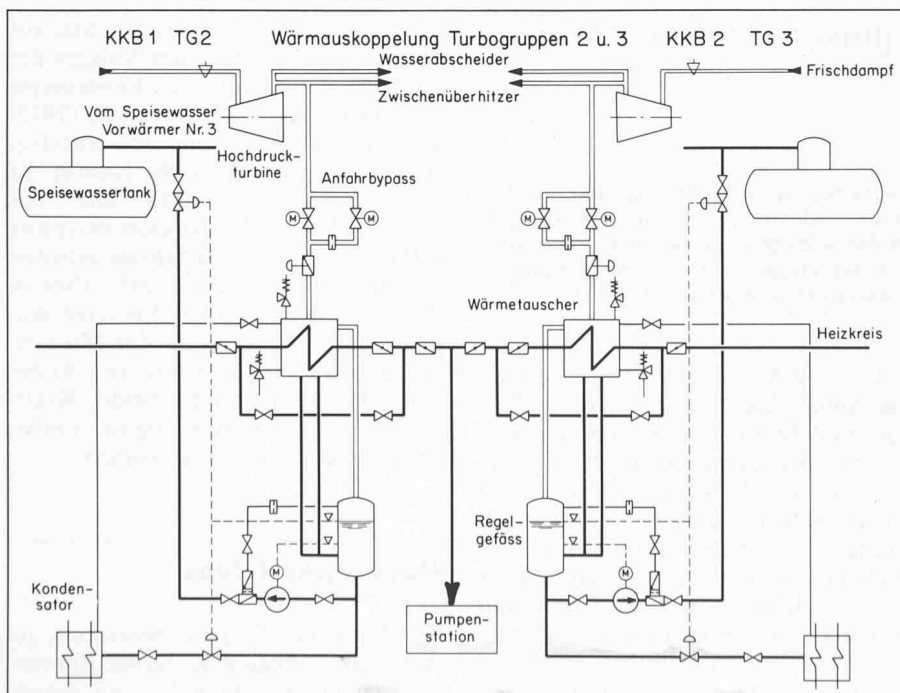 KKB 1 TG2 Wärmauskoppelung Turbogruppen 2 u. 3 KKB 2 TG 3
Wasserabscheider
Frischdampf
Zwischenüberhitzer
Vom Speisewasser
Vorwärmer Nr. 3
Hochdruck-
turbine
Speisewassertank
Anfahrbypass
M
M
M
M
Wärmetauscher
Heizkreis
Regel-
gefäss
M
M
Konden-
sator
Pumpen-
station